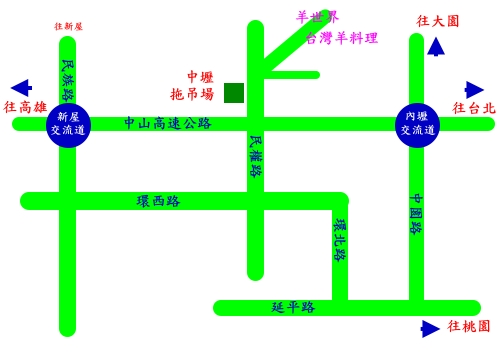 羊世界
台灣羊料理
往大園
往新屋
民族路
中壢
拖吊場
往高雄
往台北
新屋
交流道
中山高速公路
內壢
交流道
民權路
環西路
中園路
環北路
延平路
往桃園